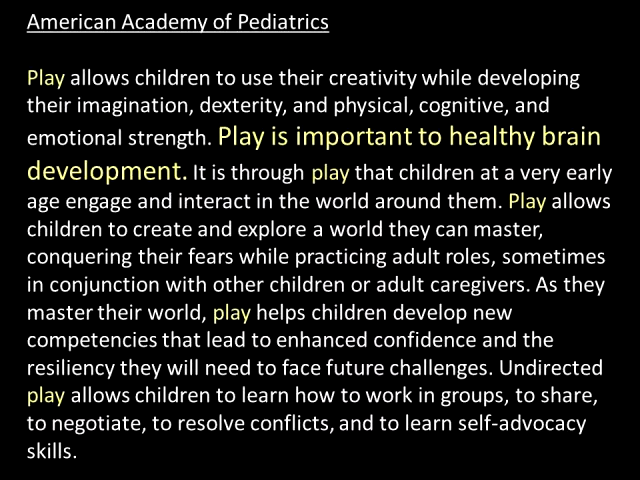 American Academy of Pediatrics
Play allows children to use their creativity while developing
their imagination, dexterity, and physical, cognitive, and
emotional strength. Play is important to healthy brain
development. It is through play that children at a very early
age engage and interact in the world around them. Play allows
children to create and explore a world they can master,
conquering their fears while practicing adult roles, sometimes
in conjunction with other children or adult caregivers. As they
master their world, play helps children develop new
competencies that lead to enhanced confidence and the
resiliency they will need to face future challenges. Undirected
play allows children to learn how to work in groups, to share,
to negotiate, to resolve conflicts, and to learn self-advocacy
skills.